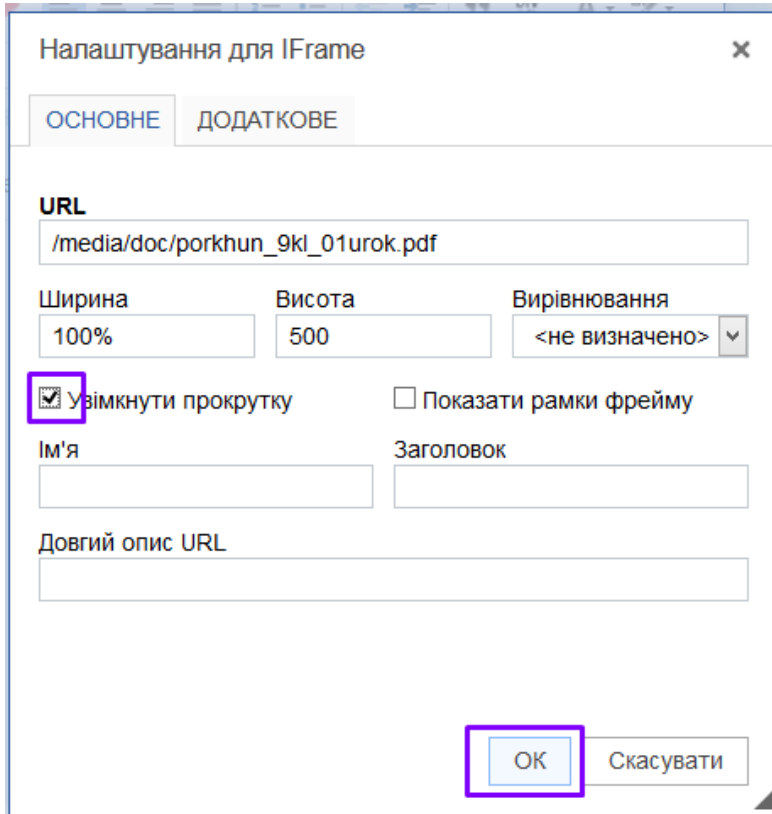 Налаштування для IFrame
ОСНОВНЕ ДОДАТКОВЕ
URL
/media/doc/porkhun_9kl_01urok.pdf
Ширина Висота Вирівнювання
100% 500 <не визначено>
Увімкнути прокрутку Показати рамки фрейму
Ім'я Заголовок
Довгий опис URL
ОК Скасувати